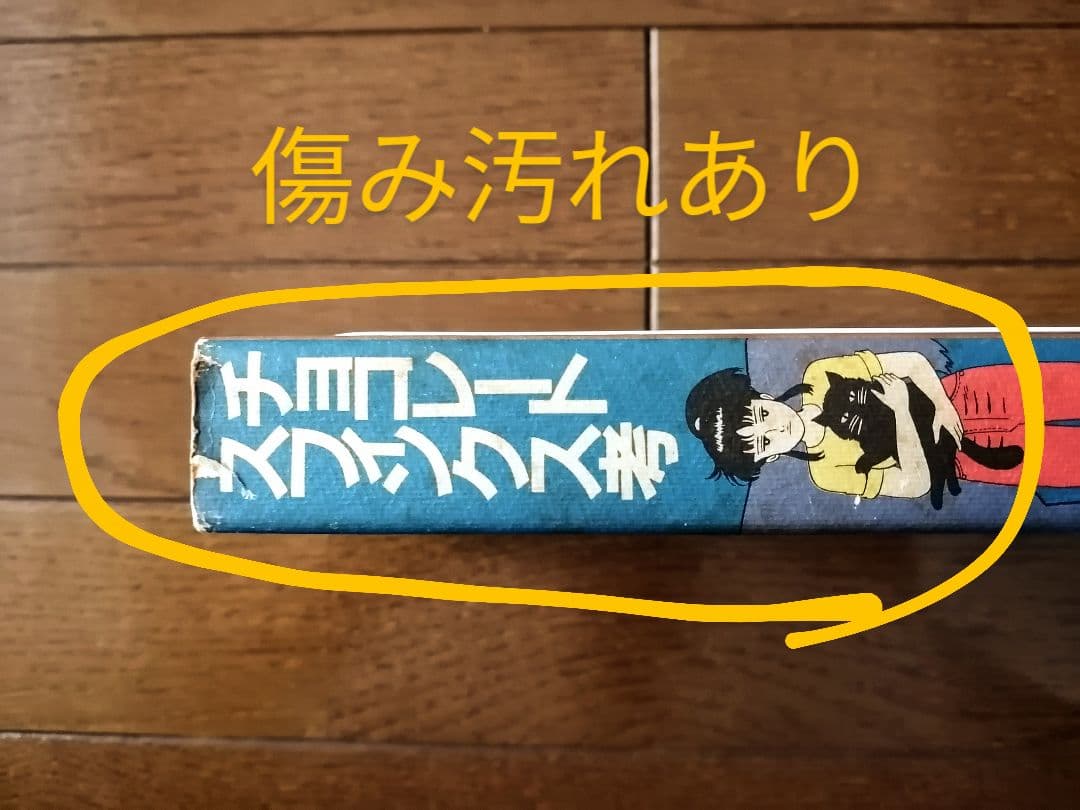 傷み汚れあり
チョコレート
スフィンクス考